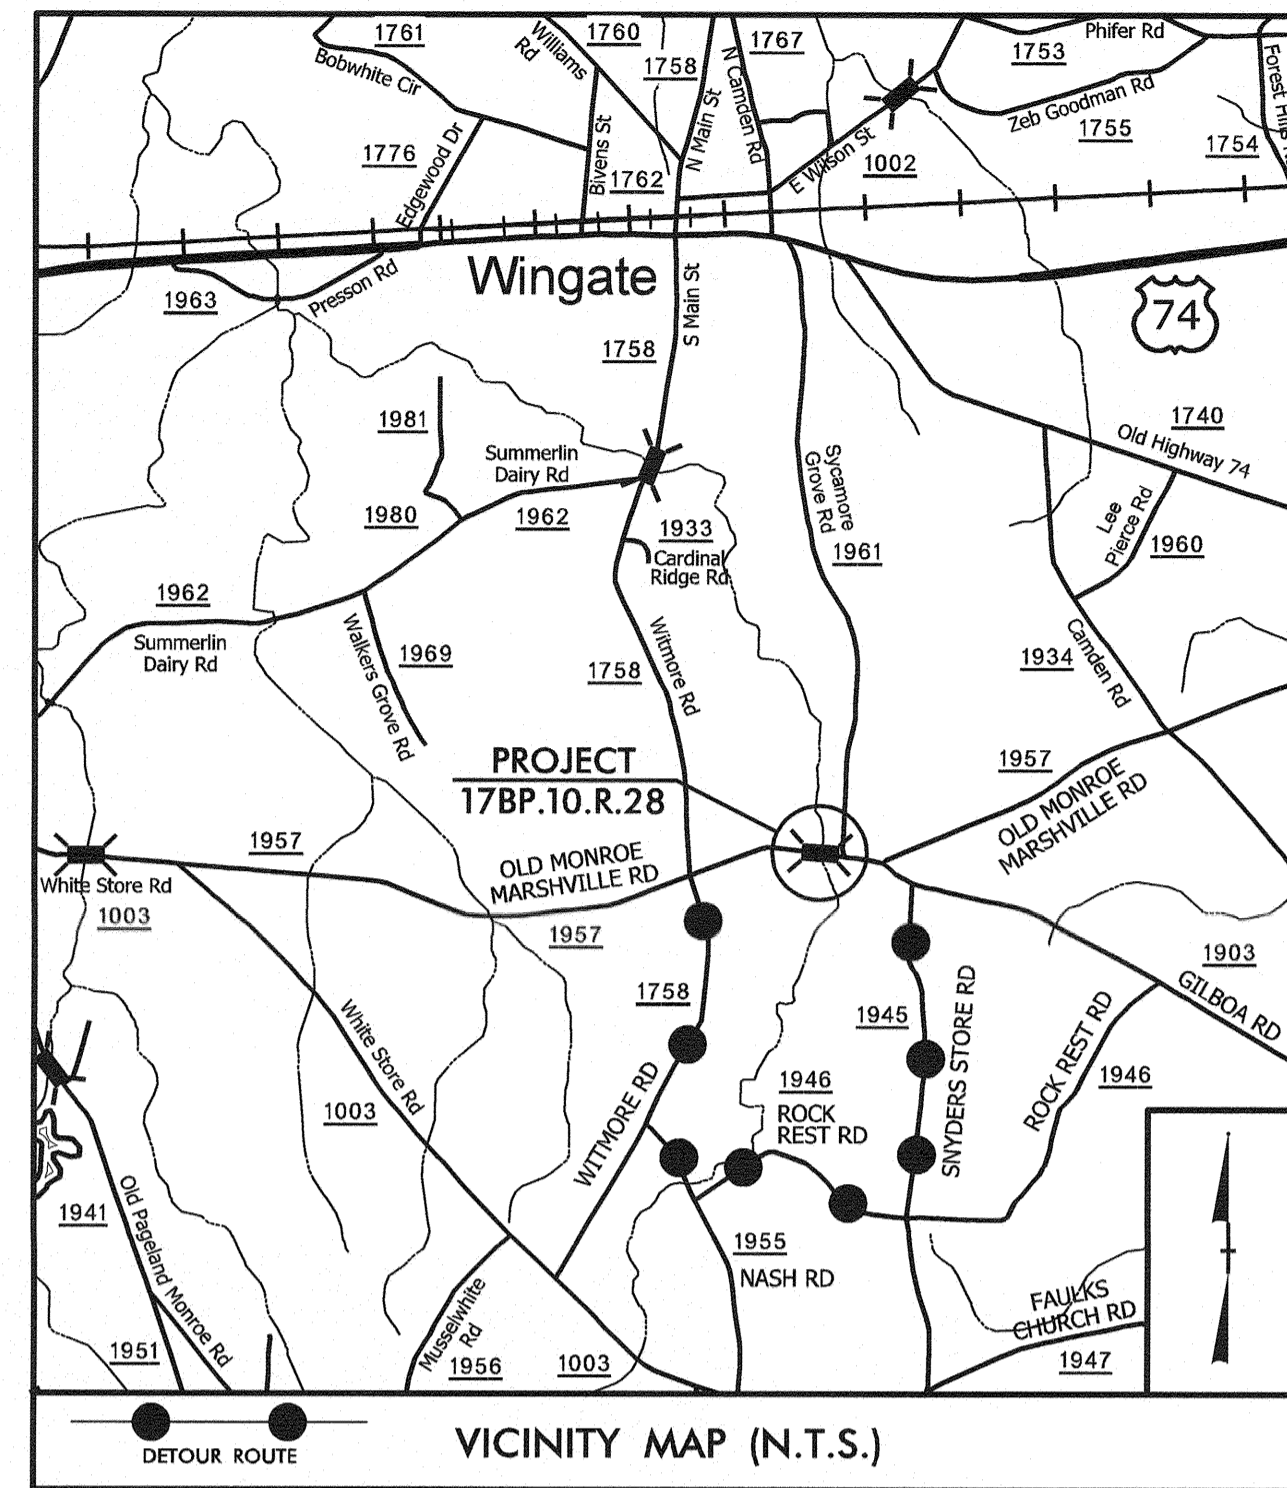 1761
Bobwhite Cir
Williams
Rd
1760
1758
1767
N Main St
N Camden Rd
Phifer Rd
1753
Zeb Goodman Rd
1755
1754
1776
Edgewood Dr
Bivens St
1762
E Wilson St
1002
Wingate
1963
Presson Rd
S Main St
74
1758
1981
Summerlin
Dairy Rd
1980
1962
1933
Cardinal
Ridge Rd
Sycamore
Grove Rd
1961
1740
Old Highway 74
Lee
Pierce Rd
1960
1962
Summerlin
Dairy Rd
Walkers Grove Rd
1969
1758
Witmore Rd
1934
Camden Rd
PROJECT
17BP.10.R.28
1957
OLD MONROE
MARSHVILLE RD
1957
White Store Rd
1003
OLD MONROE
MARSHVILLE RD
1957
1903
GILBOA RD
1758
1945
SNYDERS STORE RD
ROCK REST RD
1946
White Store Rd
1003
WITMORE RD
1946
ROCK
REST RD
1941
Old Pageland Monroe Rd
1955
NASH RD
FAULKS
CHURCH RD
1947
1951
Musselwhite
Rd
1956
1003
DETOUR ROUTE
VICINITY MAP (N.T.S.)